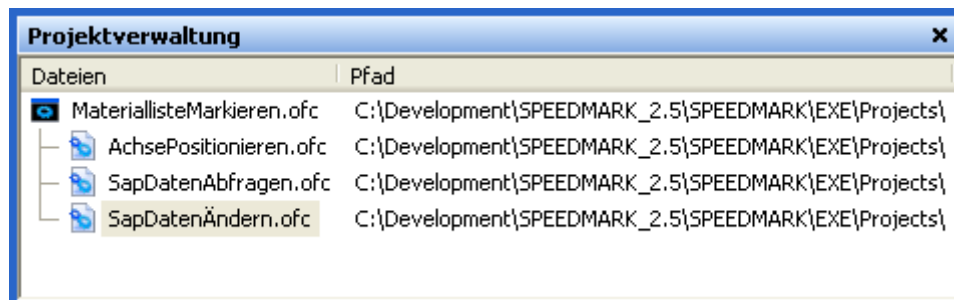 Projektverwaltung
Dateien Pfad
MateriallisteMarkieren.ofc C:\Development\SPEEDMARK_2.5\SPEEDMARK\EXE\Projects\
AchsePositionieren.ofc C:\Development\SPEEDMARK_2.5\SPEEDMARK\EXE\Projects\
SapDatenAbfragen.ofc C:\Development\SPEEDMARK_2.5\SPEEDMARK\EXE\Projects\
SapDatenÄndern.ofc C:\Development\SPEEDMARK_2.5\SPEEDMARK\EXE\Projects\